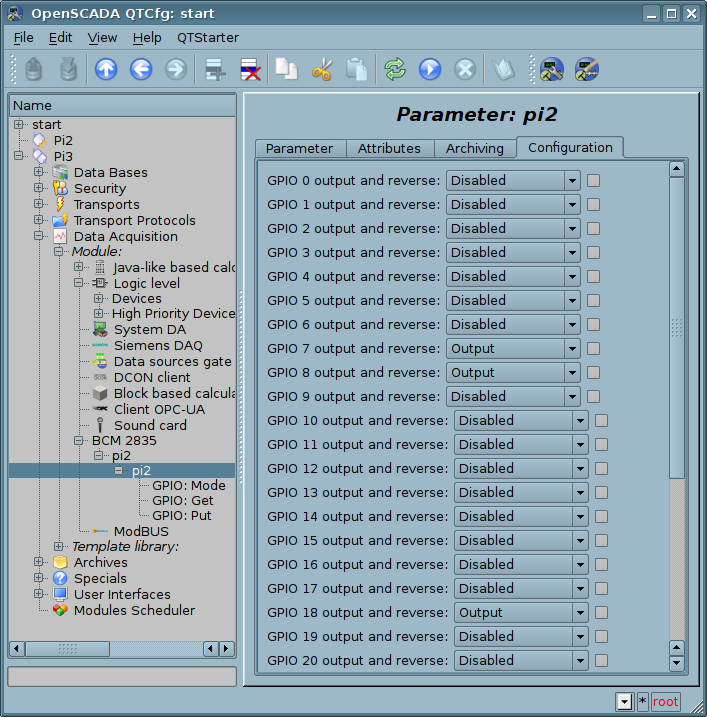 OpenSCADA QTCfg: start
File Edit View Help QTStarter
Name
start
Pi2
Pi3
Data Bases
Security
Transports
Transport Protocols
Data Acquisition
Module:
Java-like based calc
Logic level
Devices
High Priority Device
System DA
Siemens DAQ
Data sources gate
DCON client
Block based calcula
Client OPC-UA
Sound card
BCM 2835
pi2
pi2
GPIO: Mode
GPIO: Get
GPIO: Put
ModBUS
Template library:
Archives
Specials
User Interfaces
Modules Scheduler
Parameter: pi2
Parameter Attributes Archiving Configuration
GPIO 0 output and reverse: Disabled
GPIO 1 output and reverse: Disabled
GPIO 2 output and reverse: Disabled
GPIO 3 output and reverse: Disabled
GPIO 4 output and reverse: Disabled
GPIO 5 output and reverse: Disabled
GPIO 6 output and reverse: Disabled
GPIO 7 output and reverse: Output
GPIO 8 output and reverse: Output
GPIO 9 output and reverse: Disabled
GPIO 10 output and reverse: Disabled
GPIO 11 output and reverse: Disabled
GPIO 12 output and reverse: Disabled
GPIO 13 output and reverse: Disabled
GPIO 14 output and reverse: Disabled
GPIO 15 output and reverse: Disabled
GPIO 16 output and reverse: Disabled
GPIO 17 output and reverse: Disabled
GPIO 18 output and reverse: Output
GPIO 19 output and reverse: Disabled
GPIO 20 output and reverse: Disabled
* root